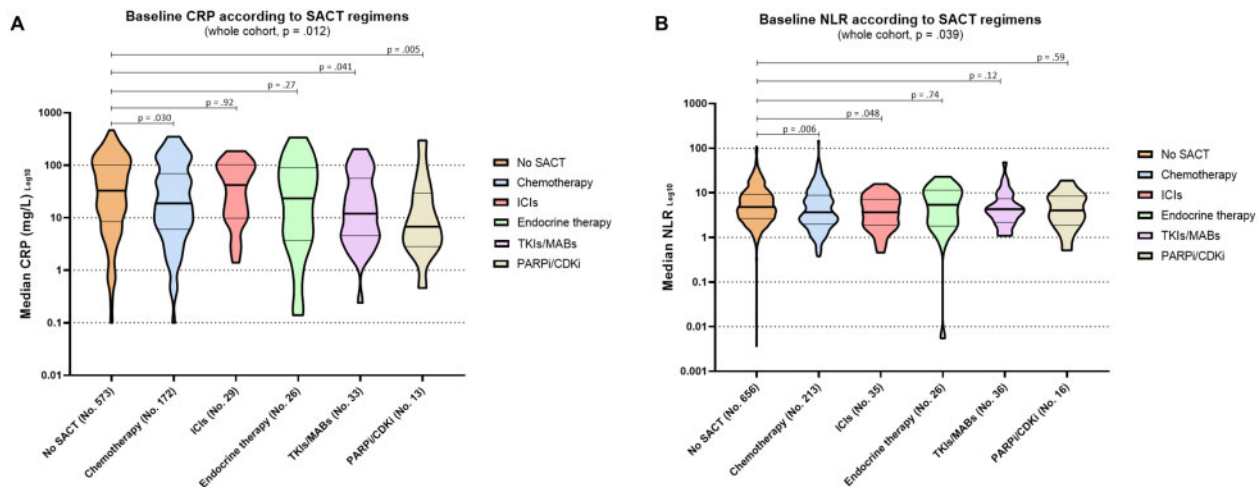 A
Baseline CRP according to SACT regimens
(whole cohort, p = .012)
p = .005
p = .041
p = .27
p = .92
p = .030
Median CRP (mg/L) Log10
1000
100
10
1
0.1
0.01
No SACT (No. 573)
Chemotherapy (No. 172)
ICIs (No. 29)
Endocrine therapy (No. 26)
TKIs/MABs (No. 33)
PARPi/CDKi (No. 13)
No SACT
Chemotherapy
ICIs
Endocrine therapy
TKIs/MABs
PARPi/CDKi
B
Baseline NLR according to SACT regimens
(whole cohort, p = .039)
p = .59
p = .12
p = .74
p = .048
p = .006
Median NLR Log10
1000
100
10
1
0.1
0.01
0.001
No SACT (No. 656)
Chemotherapy (No. 213)
ICIs (No. 35)
Endocrine therapy (No. 26)
TKIs/MABs (No. 36)
PARPi/CDKi (No. 16)
No SACT
Chemotherapy
ICIs
Endocrine therapy
TKIs/MABs
PARPi/CDKi